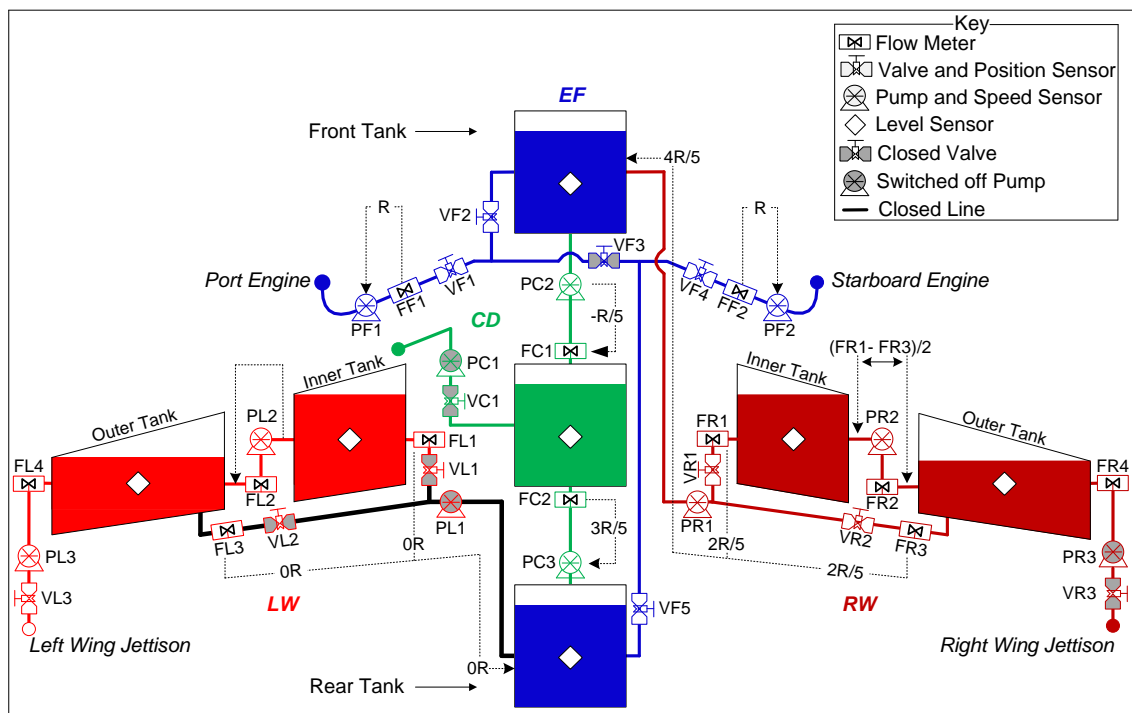 Key
Flow Meter
Valve and Position Sensor
Pump and Speed Sensor
Level Sensor
Closed Valve
Switched off Pump
Closed Line
EF
Front Tank
4R/5
VF2
R
VF3
R
Port Engine
PF1
FF1
VF1
PC2
VF4
FF2
PF2
Starboard Engine
CD
-R/5
FC1
PC1
VC1
(FR1- FR3)/2
Outer Tank
Inner Tank
PL2
FL4
FL2
FL1
VL1
PL1
FL3
VL2
0R
0R
PL3
VL3
LW
Left Wing Jettison
FC2
3R/5
PC3
VF5
0R
Rear Tank
Inner Tank
Outer Tank
FR1
VR1
PR1
PR2
FR2
FR4
VR2
FR3
2R/5
2R/5
PR3
VR3
RW
Right Wing Jettison